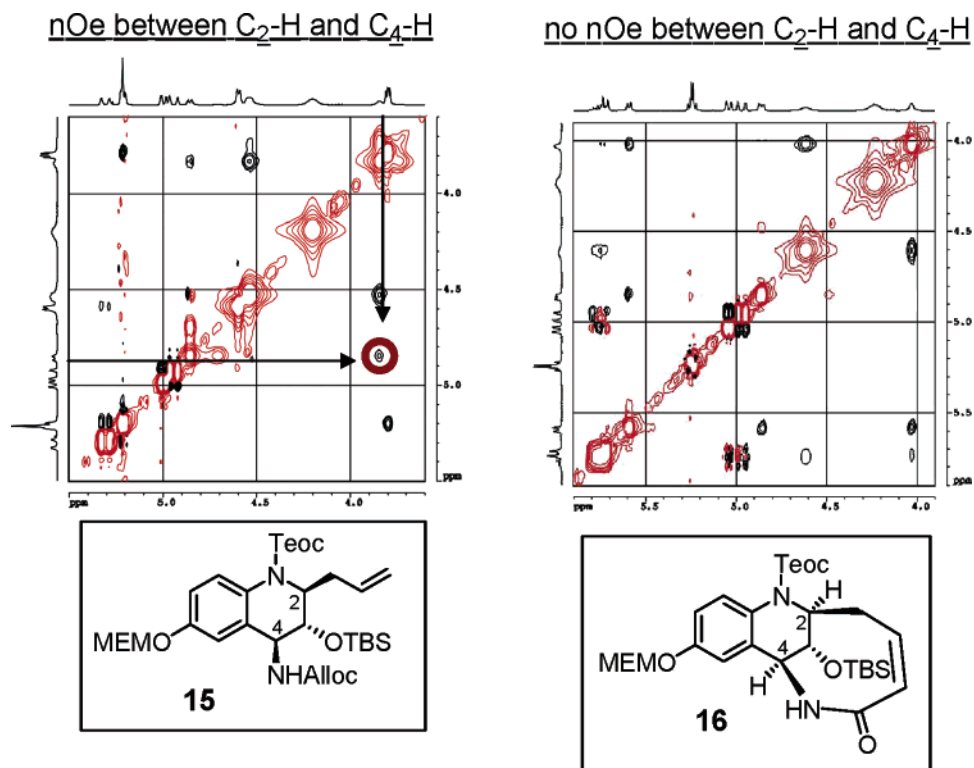 nOe between C2-H and C4-H
no nOe between C2-H and C4-H
4.0
4.5
5.0
ppm
ppm
5.0
4.5
4.0
4.0
4.5
5.0
5.5
ppm
ppm
5.5
5.0
4.5
4.0
Teoc
N
2
4
MEMO
OTBS
NHAlloc
15
Teoc
H
N
2
4
MEMO
OTBS
H
HN
O
16